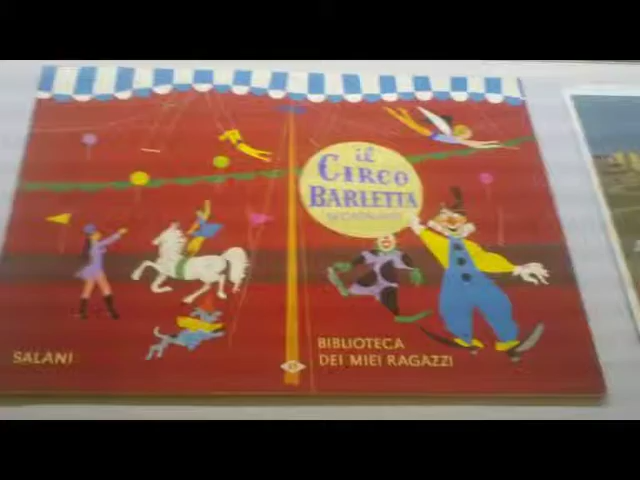 il
CIRCO
BARLETTA
SALANI
BIBLIOTECA
DEI MIEI RAGAZZI